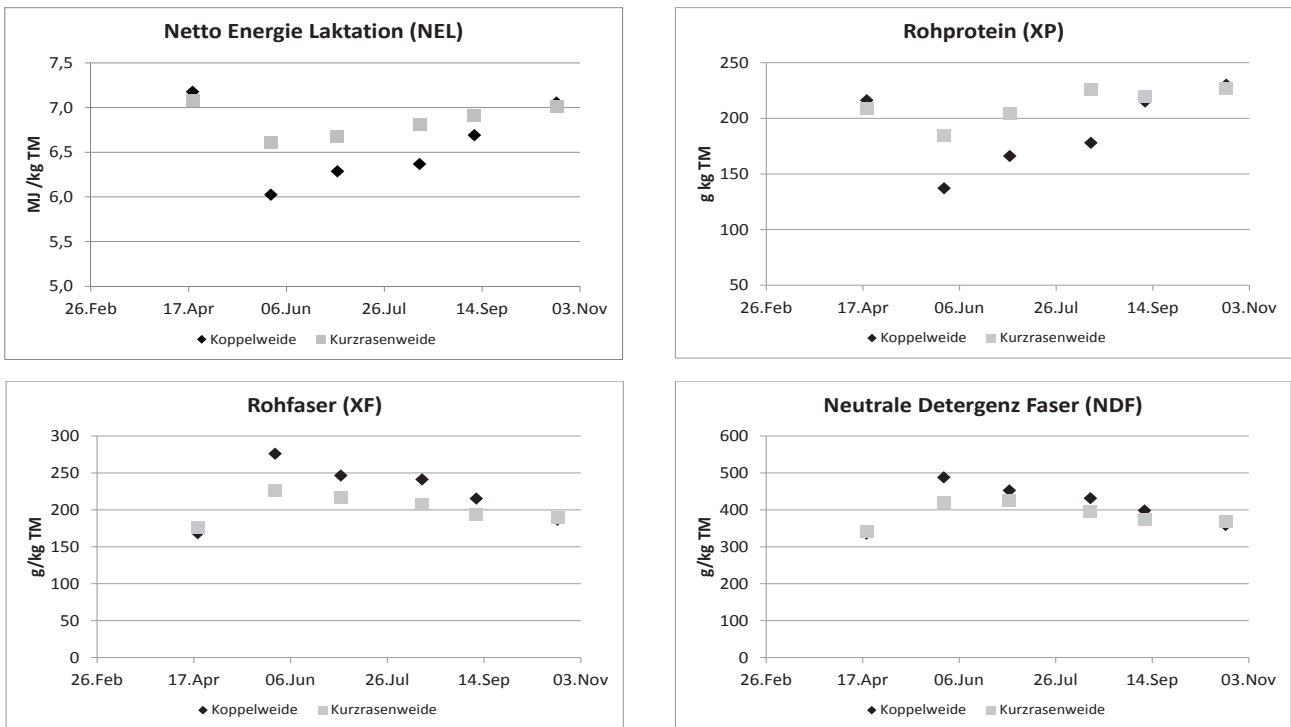 Netto Energie Laktation (NEL)
MJ /kg TM
7,5
7,0
6,5
6,0
5,5
5,0
26.Feb 17.Apr 06.Jun 26.Jul 14.Sep 03.Nov
Koppelweide Kurzrasenweide
Rohprotein (XP)
g kg TM
250
200
150
100
50
26.Feb 17.Apr 06.Jun 26.Jul 14.Sep 03.Nov
Koppelweide Kurzrasenweide
Rohfaser (XF)
g/kg TM
300
250
200
150
100
50
0
26.Feb 17.Apr 06.Jun 26.Jul 14.Sep 03.Nov
Koppelweide Kurzrasenweide
Neutrale Detergenz Faser (NDF)
g/kg TM
600
500
400
300
200
100
0
26.Feb 17.Apr 06.Jun 26.Jul 14.Sep 03.Nov
Koppelweide Kurzrasenweide